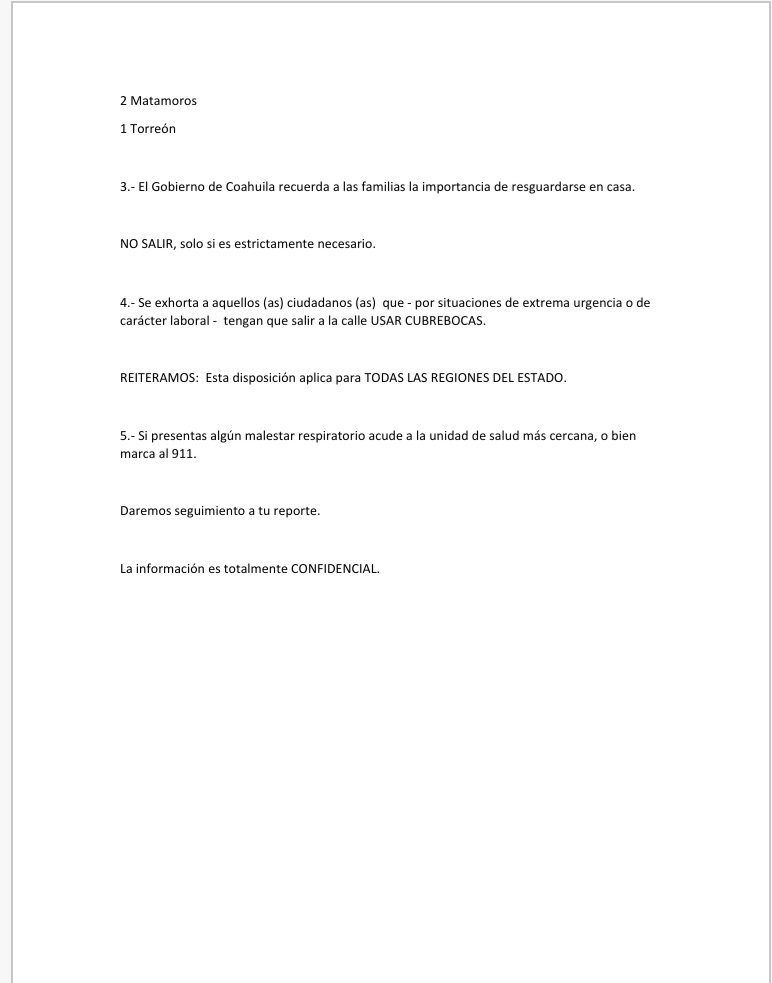 2 Matamoros
1 Torreón
3.- El Gobierno de Coahuila recuerda a las familias la importancia de resguardarse en casa.
NO SALIR, solo si es estrictamente necesario.
4.- Se exhorta a aquellos (as) ciudadanos (as)  que - por situaciones de extrema urgencia o de
carácter laboral -  tengan que salir a la calle USAR CUBREBOCAS.
REITERAMOS:  Esta disposición aplica para TODAS LAS REGIONES DEL ESTADO.
5.- Si presentas algún malestar respiratorio acude a la unidad de salud más cercana, o bien
marca al 911.
Daremos seguimiento a tu reporte.
La información es totalmente CONFIDENCIAL.